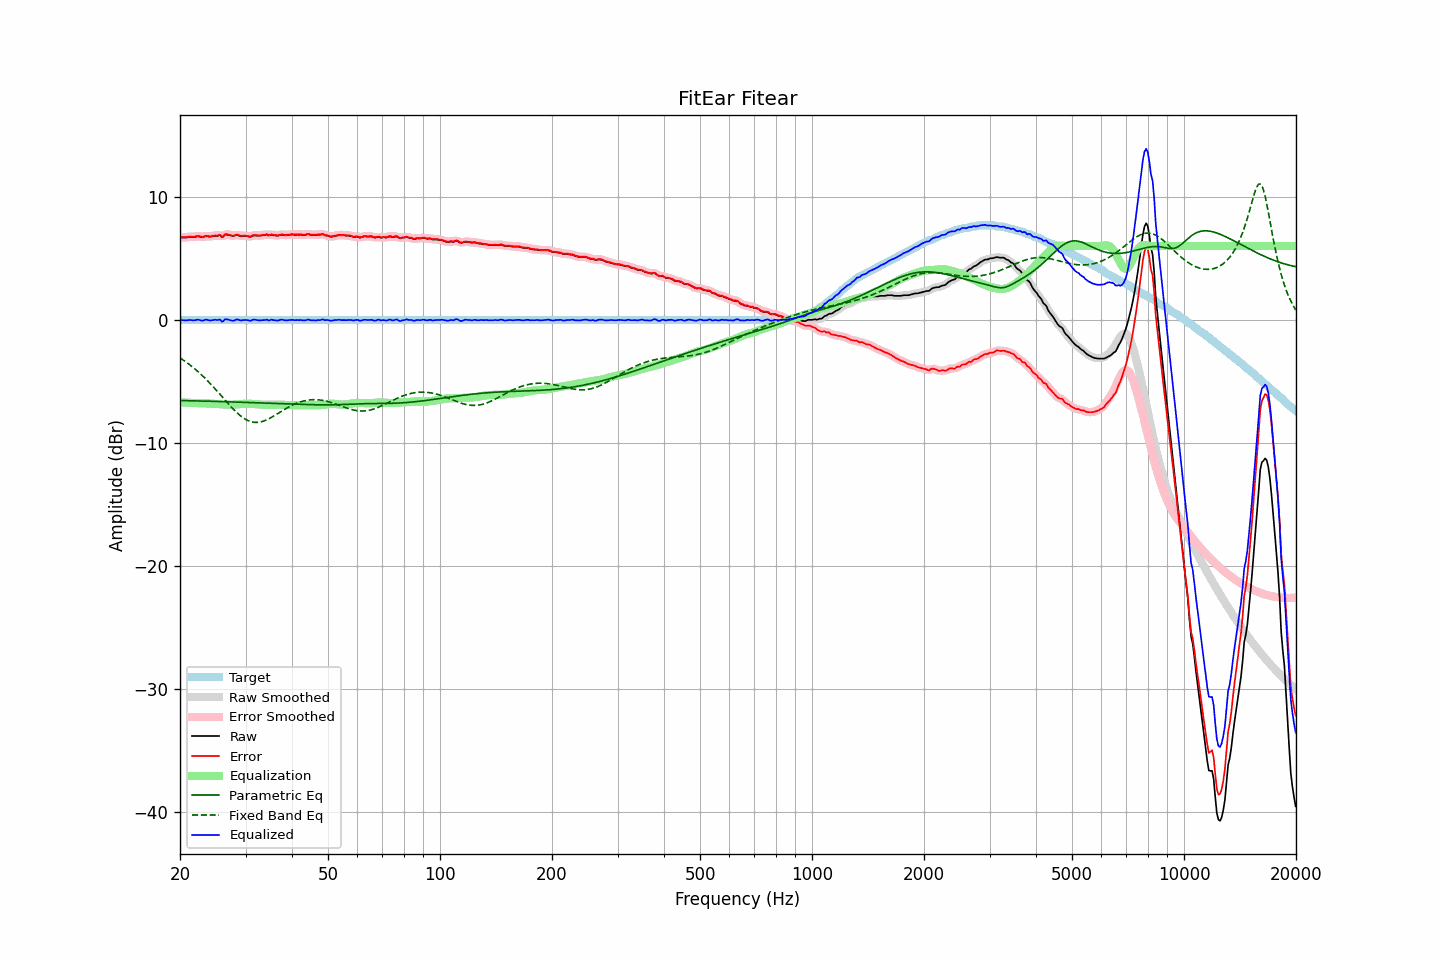 FitEar Fitear
Amplitude (dBr)
10
0
−10
−20
−30
−40
Target
Raw Smoothed
Error Smoothed
Raw
Error
Equalization
Parametric Eq
Fixed Band Eq
Equalized
20 50 100 200 500 1000 2000 5000 10000 20000
Frequency (Hz)